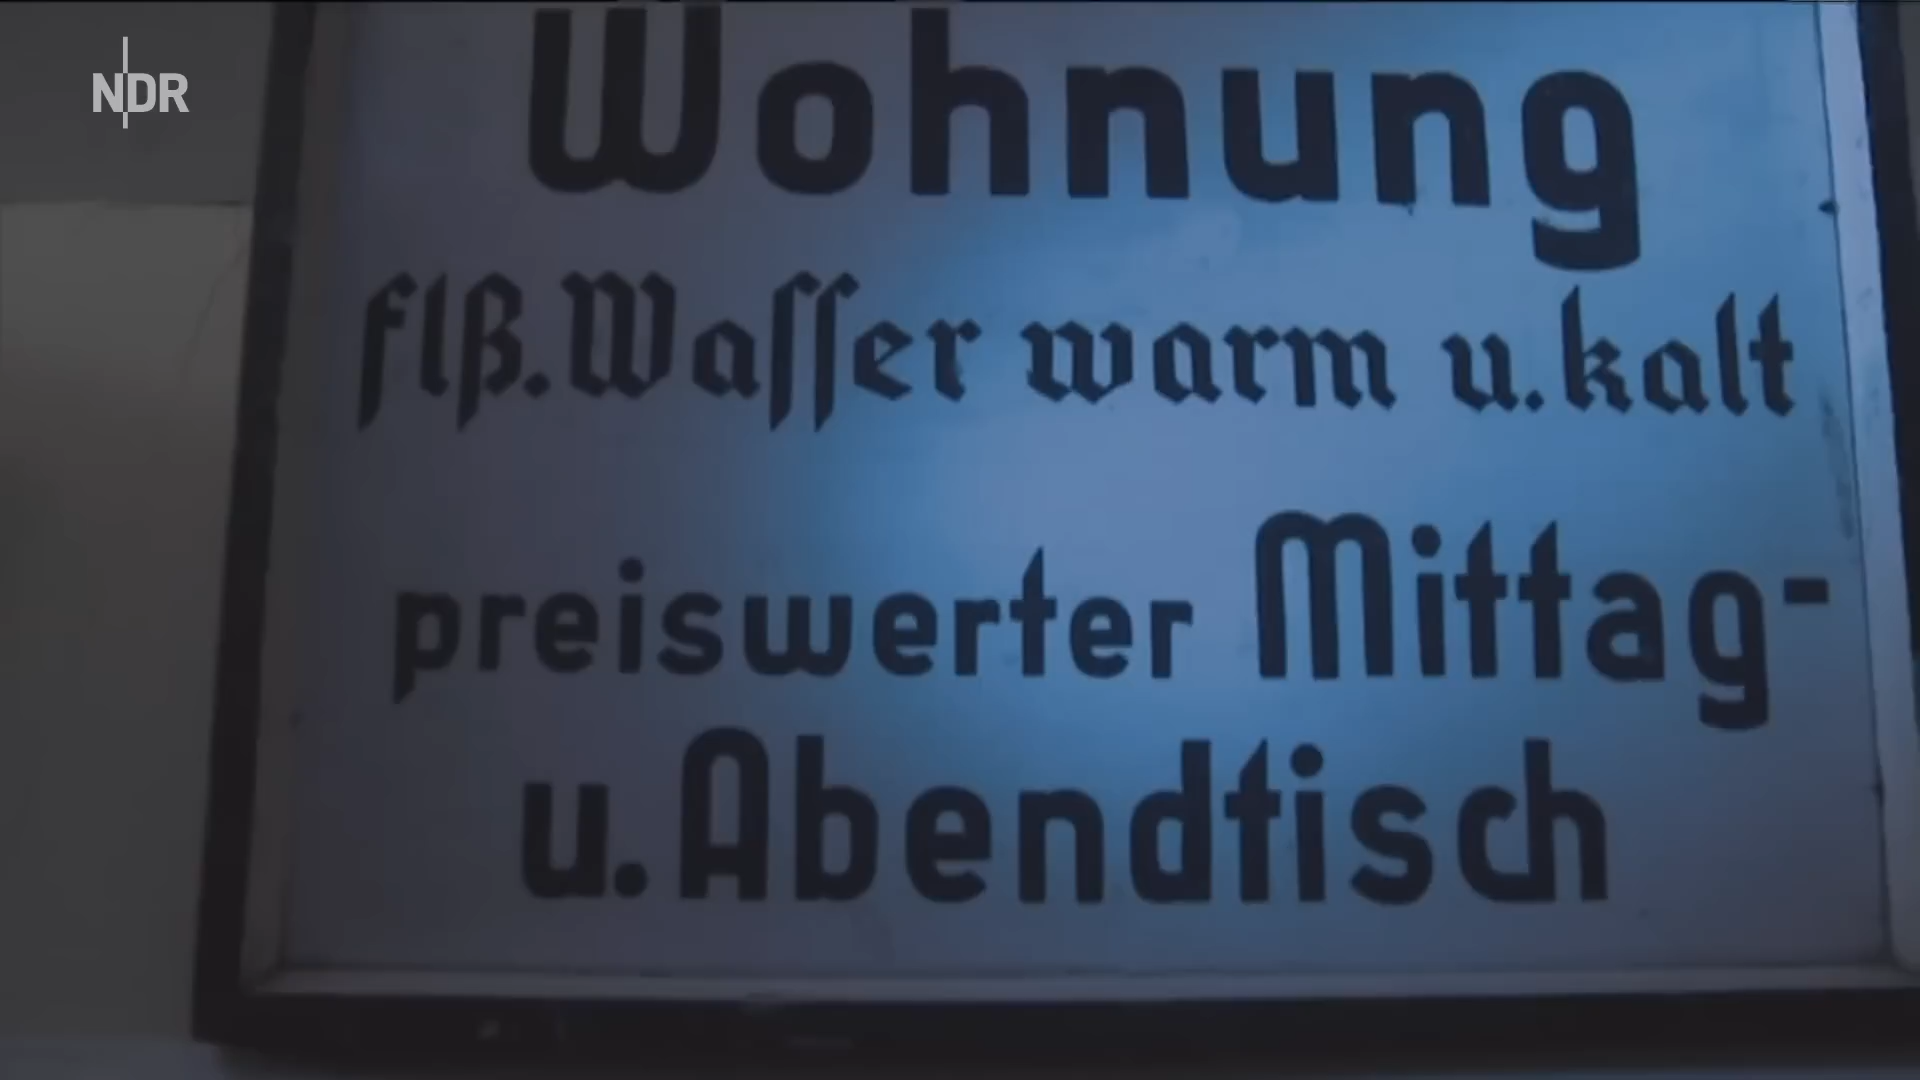 NDR
Wohnung
flß. Waſſer warm u. kalt
preiswerter Mittag-
u. Abendtisch